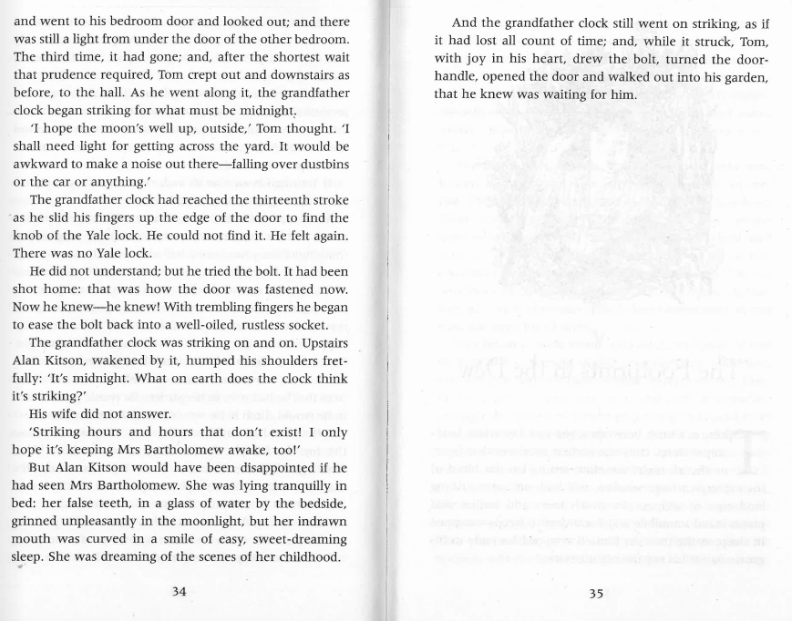 and went to his bedroom door and looked out; and there
was still a light from under the door of the other bedroom.
The third time, it had gone; and, after the shortest wait
that prudence required, Tom crept out and downstairs as
before, to the hall. As he went along it, the grandfather
clock began striking for what must be midnight.
‘I hope the moon’s well up, outside,’ Tom thought. ‘I
shall need light for getting across the yard. It would be
awkward to make a noise out there—falling over dustbins
or the car or anything.’
The grandfather clock had reached the thirteenth stroke
as he slid his fingers up the edge of the door to find the
knob of the Yale lock. He could not find it. He felt again.
There was no Yale lock.
He did not understand; but he tried the bolt. It had been
shot home: that was how the door was fastened now.
Now he knew—he knew! With trembling fingers he began
to ease the bolt back into a well-oiled, rustless socket.
The grandfather clock was striking on and on. Upstairs
Alan Kitson, wakened by it, humped his shoulders fret-
fully: ‘It’s midnight. What on earth does the clock think
it’s striking?’
His wife did not answer.
‘Striking hours and hours that don’t exist! I only
hope it’s keeping Mrs Bartholomew awake, too!’
But Alan Kitson would have been disappointed if he
had seen Mrs Bartholomew. She was lying tranquilly in
bed: her false teeth, in a glass of water by the bedside,
grinned unpleasantly in the moonlight, but her indrawn
mouth was curved in a smile of easy, sweet-dreaming
sleep. She was dreaming of the scenes of her childhood.
34
And the grandfather clock still went on striking, as if
it had lost all count of time; and, while it struck, Tom,
with joy in his heart, drew the bolt, turned the door-
handle, opened the door and walked out into his garden,
that he knew was waiting for him.
The Footprints in the Dew
35